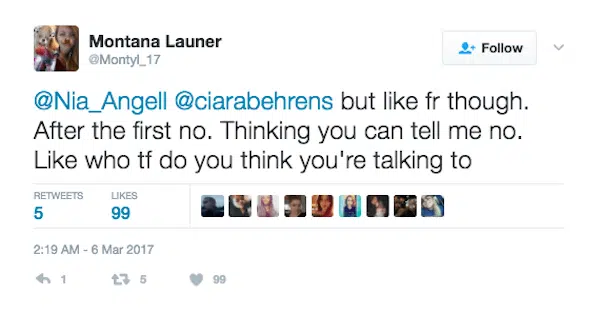 Montana Launer
@Montyl_17
Follow
@Nia_Angell @ciarabehrens but like fr though.
After the first no. Thinking you can tell me no.
Like who tf do you think you're talking to
RETWEETS LIKES
5 99
2:19 AM - 6 Mar 2017
1 5 99